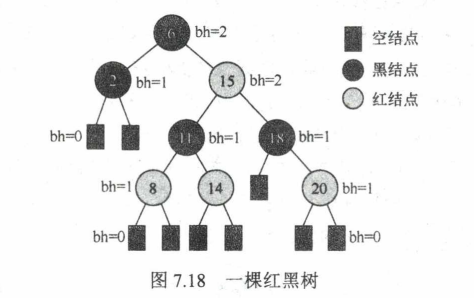 6 bh=2
空结点
2 bh=1
15 bh=2
黑结点
红结点
bh=0
11 bh=1
18 bh=1
bh=1 8
14
20 bh=1
bh=0
bh=0
图 7.18 一棵红黑树